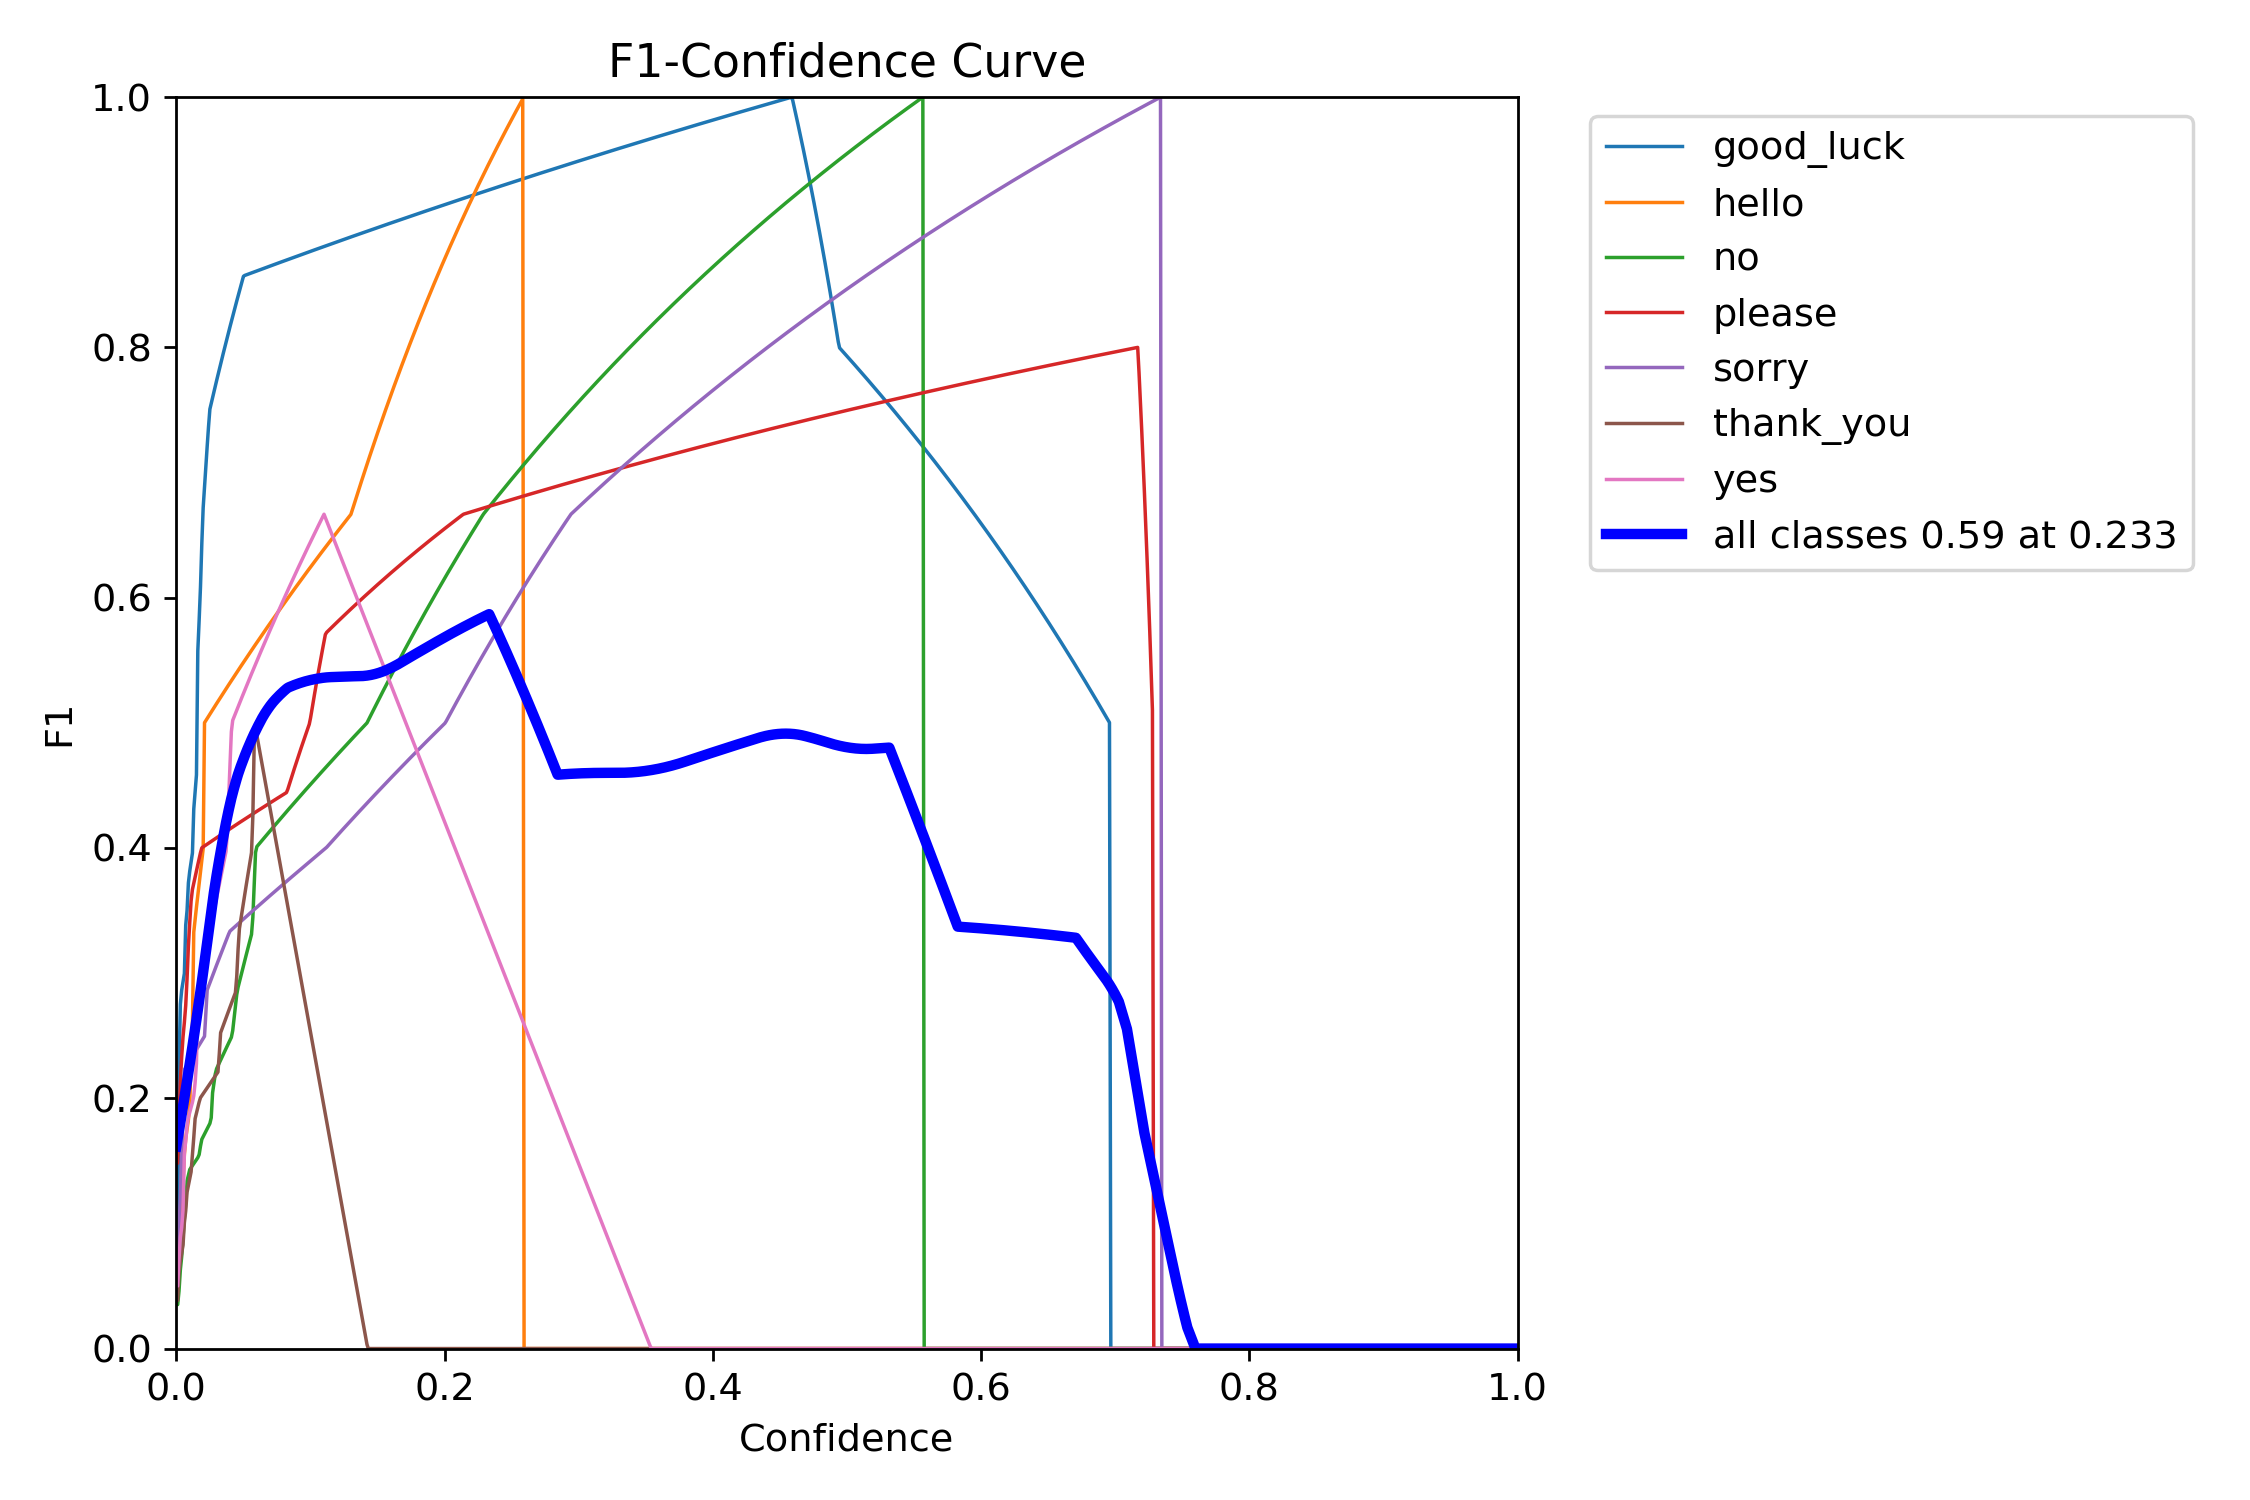 F1-Confidence Curve
1.0
0.8
0.6
0.4
0.2
0.0
F1
0.0 0.2 0.4 0.6 0.8 1.0
Confidence
good_luck
hello
no
please
sorry
thank_you
yes
all classes 0.59 at 0.233